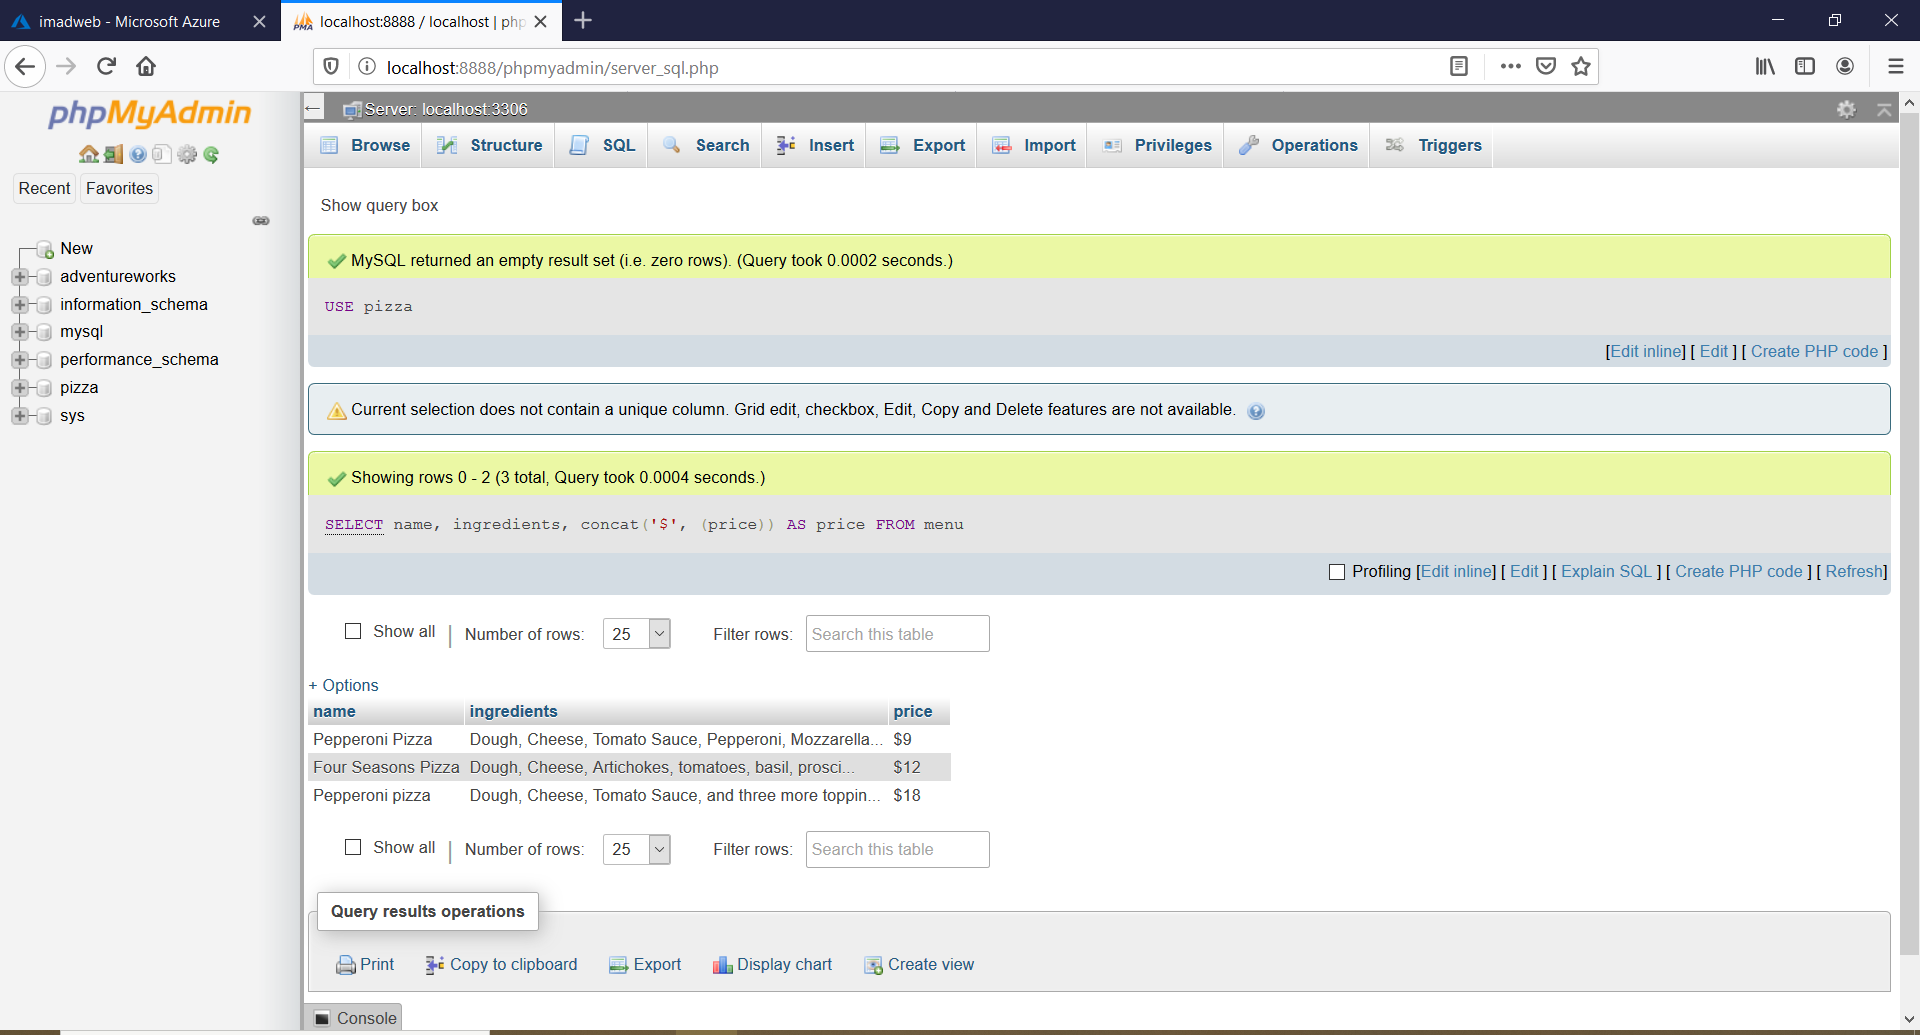 imadweb - Microsoft Azure
PMA localhost:8888 / localhost | php
localhost:8888/phpmyadmin/server_sql.php
phpMyAdmin
Recent Favorites
New
adventureworks
information_schema
mysql
performance_schema
pizza
sys
Server: localhost:3306
Browse Structure SQL Search Insert Export Import Privileges Operations Triggers
Show query box
MySQL returned an empty result set (i.e. zero rows). (Query took 0.0002 seconds.)
USE pizza
[Edit inline] [ Edit ] [ Create PHP code ]
Current selection does not contain a unique column. Grid edit, checkbox, Edit, Copy and Delete features are not available.
Showing rows 0 - 2 (3 total, Query took 0.0004 seconds.)
SELECT name, ingredients, concat('$', (price)) AS price FROM menu
Profiling [Edit inline] [ Edit ] [ Explain SQL ] [ Create PHP code ] [ Refresh]
Show all | Number of rows: 25 Filter rows: Search this table
+ Options
name ingredients price
Pepperoni Pizza Dough, Cheese, Tomato Sauce, Pepperoni, Mozzarella... $9
Four Seasons Pizza Dough, Cheese, Artichokes, tomatoes, basil, prosci... $12
Pepperoni pizza Dough, Cheese, Tomato Sauce, and three more toppin... $18
Show all | Number of rows: 25 Filter rows: Search this table
Query results operations
Print Copy to clipboard Export Display chart Create view
Console